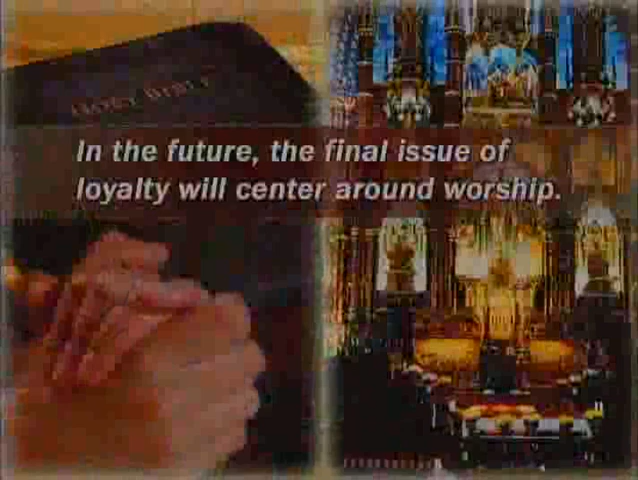 HOLY BIBLE
In the future, the final issue of
loyalty will center around worship.